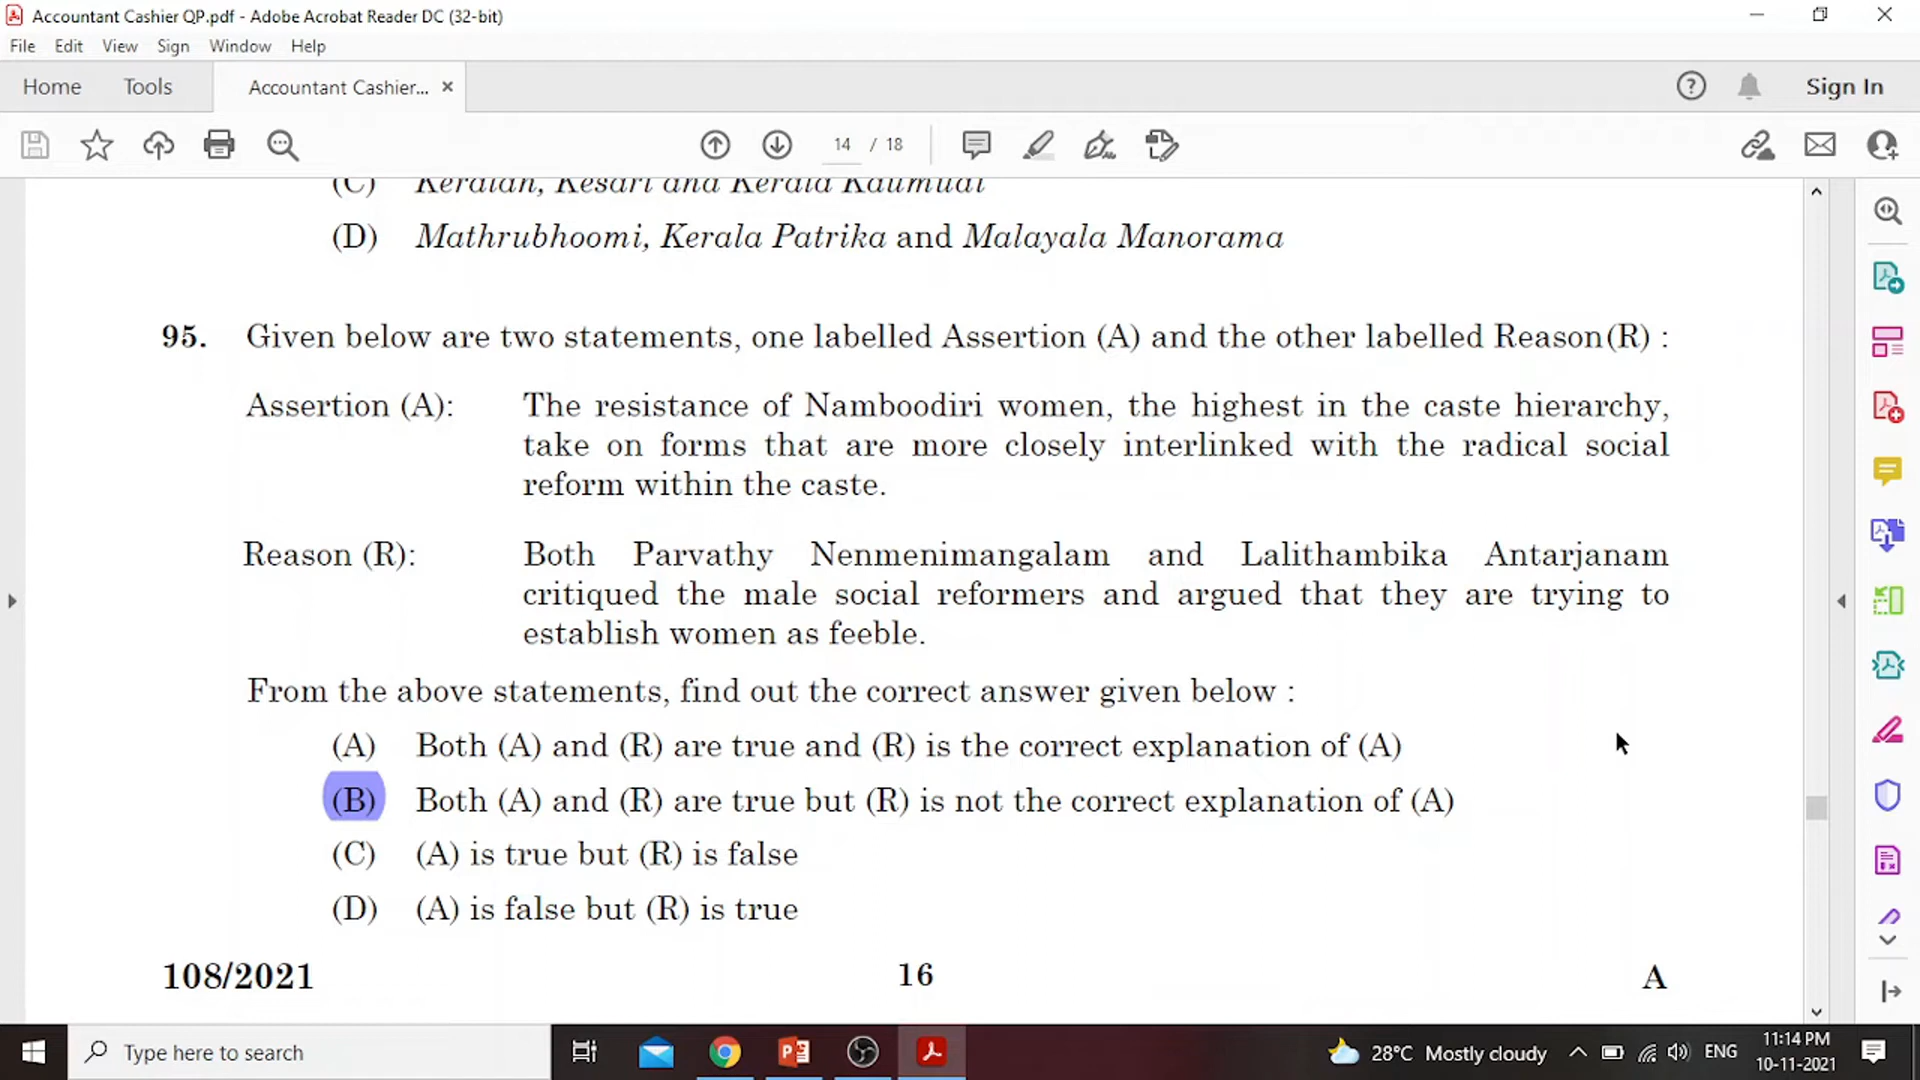 Accountant Cashier QP.pdf - Adobe Acrobat Reader DC (32-bit)
File Edit View Sign Window Help
Home Tools Accountant Cashier... × Sign In
14 / 18
(C) Keralan, Kesari and Kerala Kaumudi
(D) Mathrubhoomi, Kerala Patrika and Malayala Manorama
95. Given below are two statements, one labelled Assertion (A) and the other labelled Reason(R) :
Assertion (A): The resistance of Namboodiri women, the highest in the caste hierarchy,
take on forms that are more closely interlinked with the radical social
reform within the caste.
Reason (R): Both Parvathy Nenmenimangalam and Lalithambika Antarjanam
critiqued the male social reformers and argued that they are trying to
establish women as feeble.
From the above statements, find out the correct answer given below :
(A) Both (A) and (R) are true and (R) is the correct explanation of (A)
(B) Both (A) and (R) are true but (R) is not the correct explanation of (A)
(C) (A) is true but (R) is false
(D) (A) is false but (R) is true
108/2021 16 A
Type here to search
28°C Mostly cloudy ENG 11:14 PM
10-11-2021